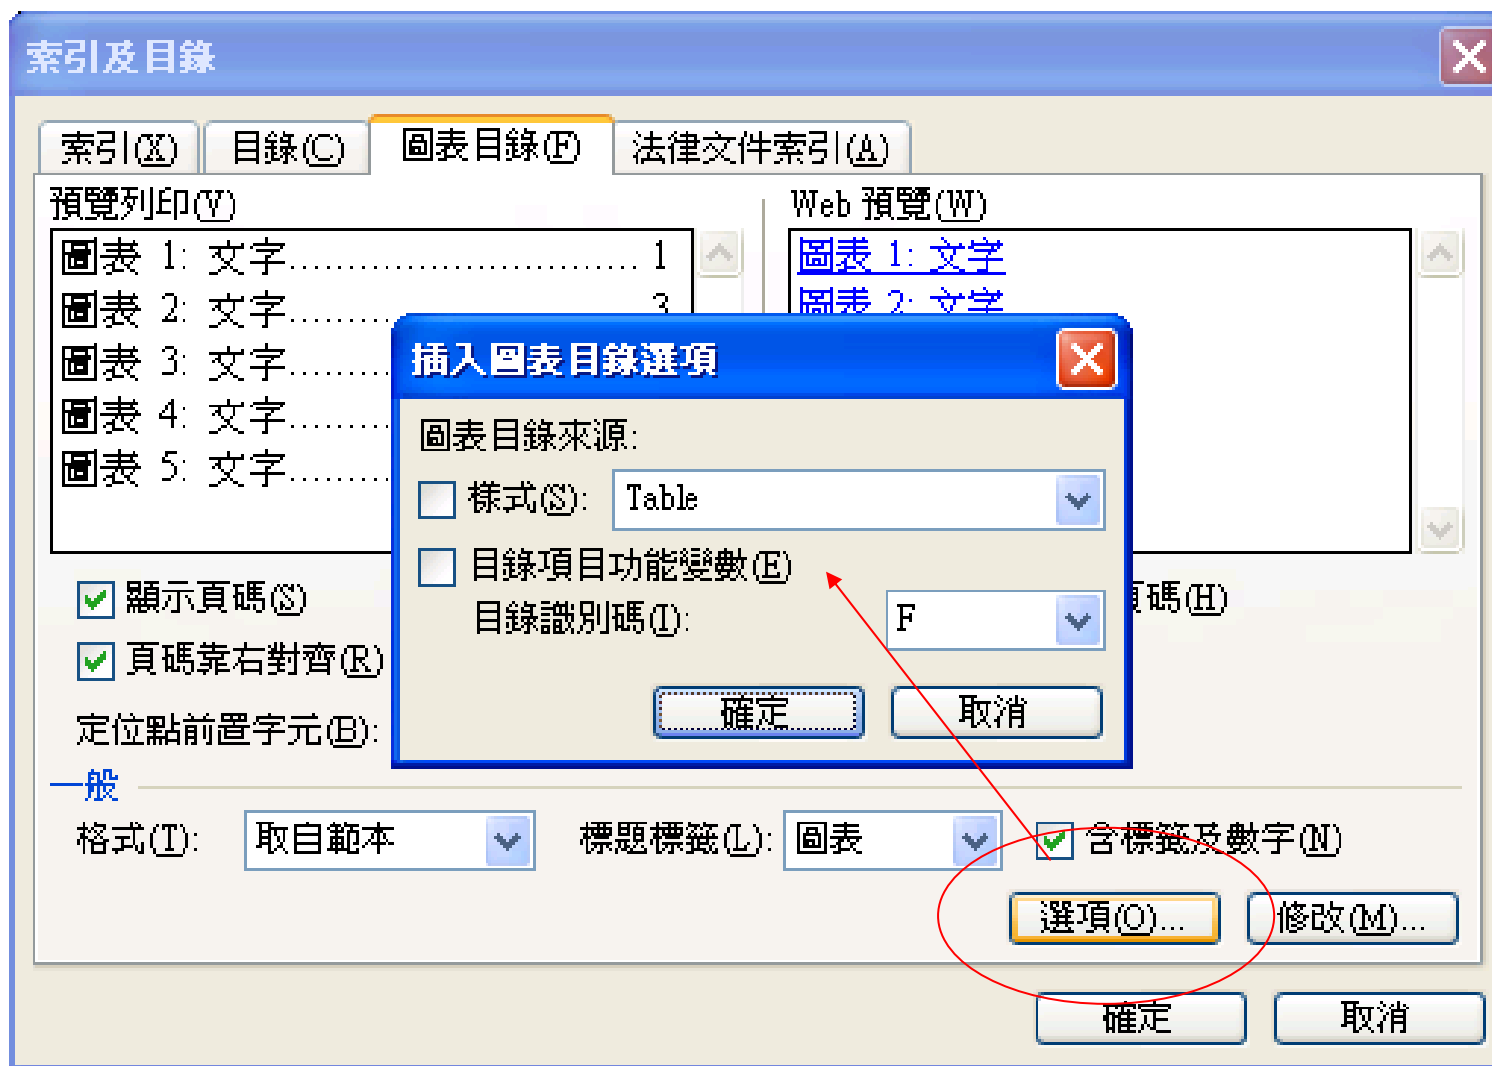 索引及目錄
索引(X) 目錄(C) 圖表目錄(F) 法律文件索引(A)
預覽列印(V)
圖表 1: 文字.............................. 1
圖表 2: 文字......... 3
圖表 3: 文字.........
圖表 4: 文字.........
圖表 5: 文字.........
Web 預覽(W)
圖表 1: 文字
圖表 2: 文字
插入圖表目錄選項
圖表目錄來源:
樣式(S): Table
目錄項目功能變數(E)
目錄識別碼(I): F
確定 取消
顯示頁碼(S)
頁碼(H)
頁碼靠右對齊(R)
定位點前置字元(B):
一般
格式(T): 取自範本 標題標籤(L): 圖表 含標籤及數字(N)
選項(O)... 修改(M)...
確定 取消